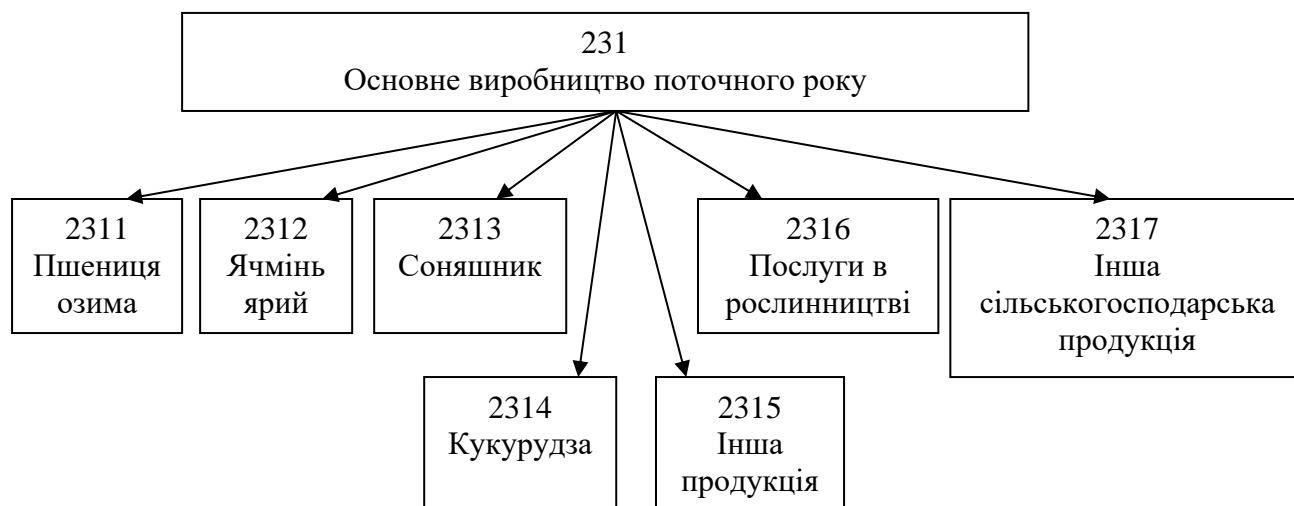 231
Основне виробництво поточного року
2311
Пшениця
озима
2312
Ячмінь
ярий
2313
Соняшник
2316
Послуги в
рослинництві
2317
Інша
сільськогосподарська
продукція
2314
Кукурудза
2315
Інша
продукція